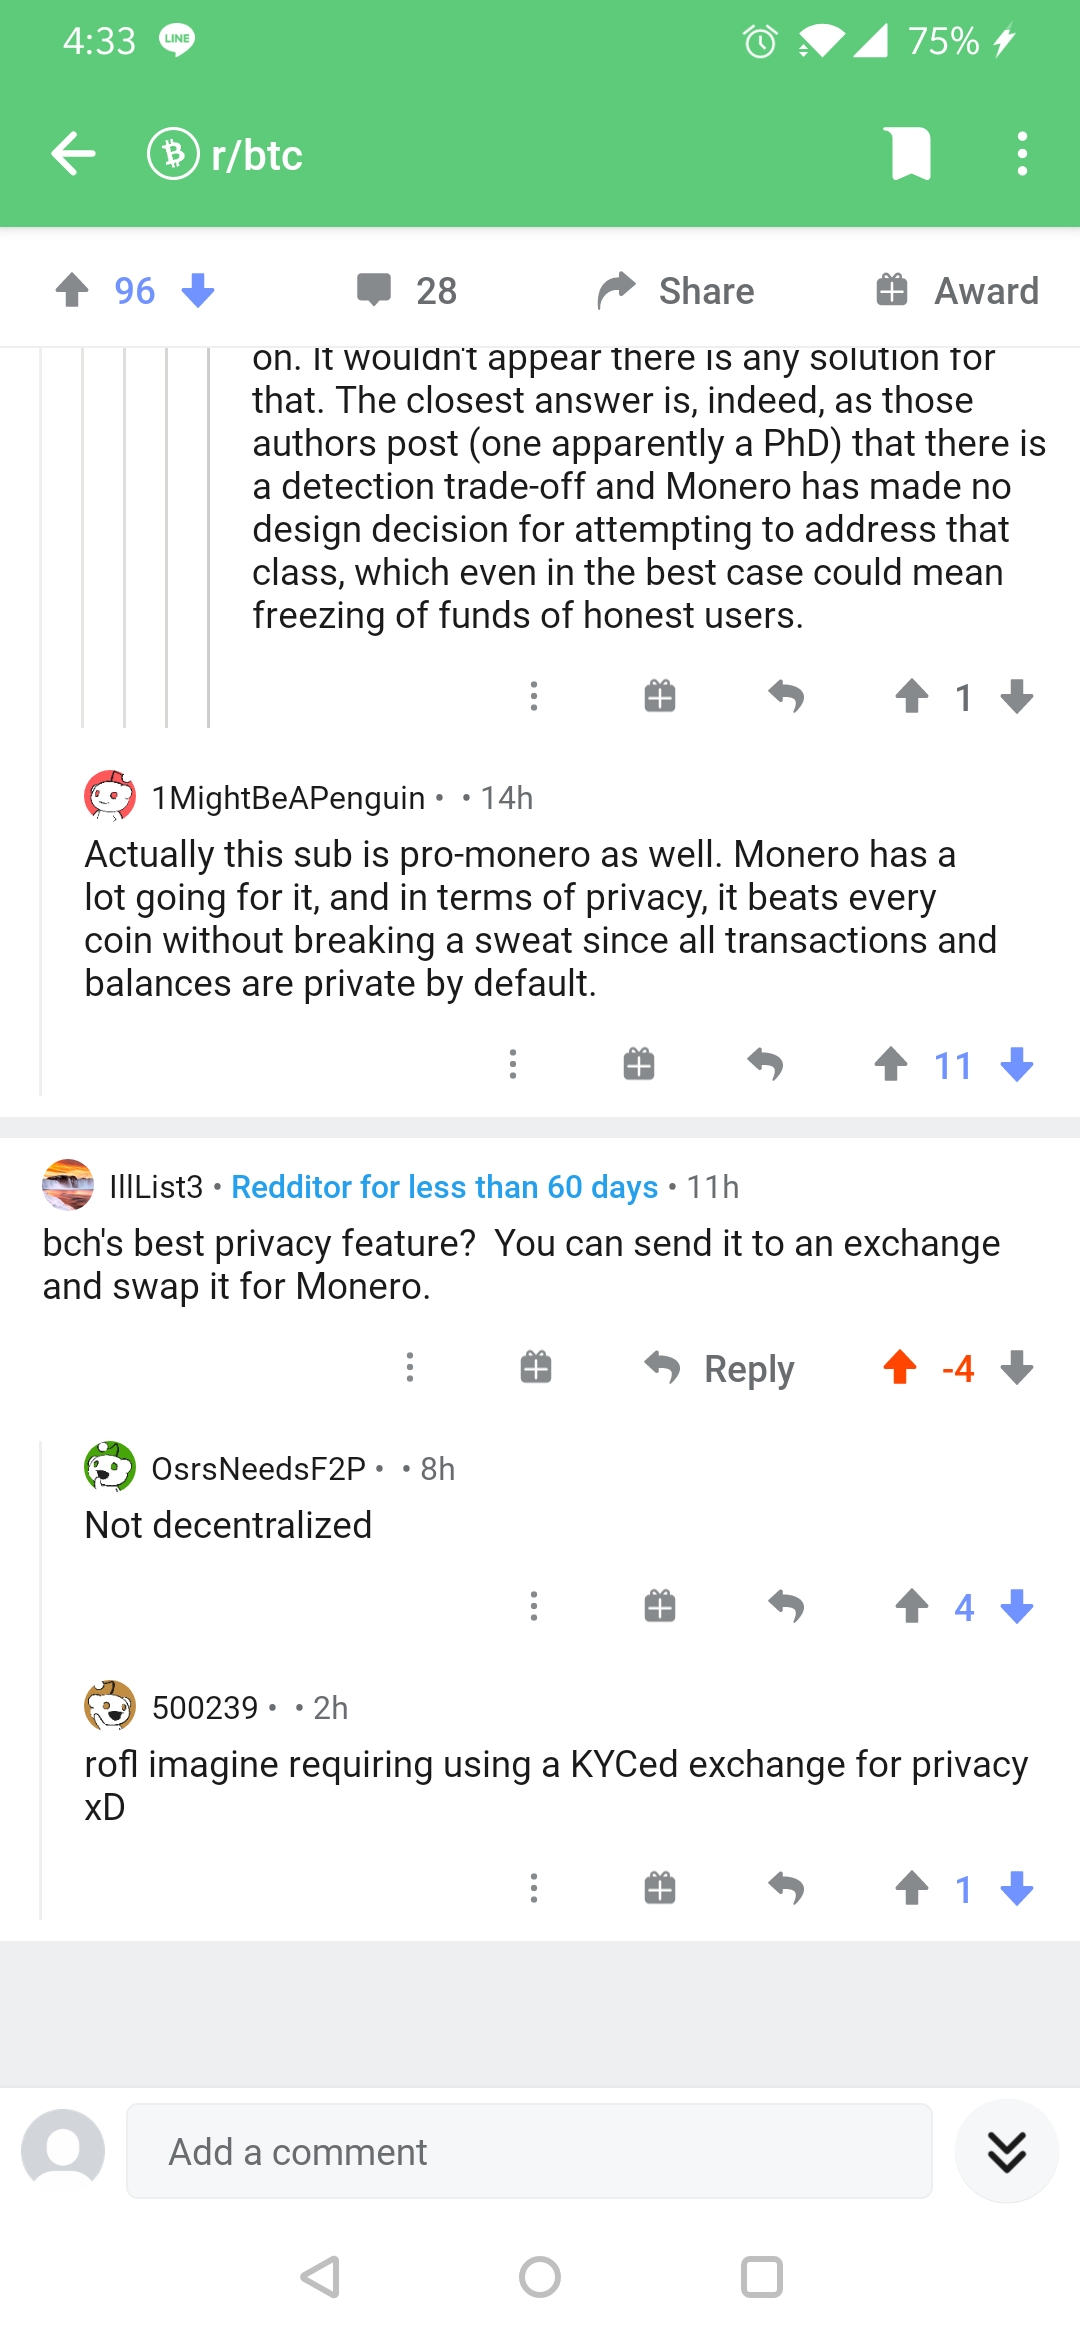 4:33 LINE 75%
r/btc
96 28 Share Award
on. It wouldn't appear there is any solution for
that. The closest answer is, indeed, as those
authors post (one apparently a PhD) that there is
a detection trade-off and Monero has made no
design decision for attempting to address that
class, which even in the best case could mean
freezing of funds of honest users.
1
1MightBeAPenguin • • 14h
Actually this sub is pro-monero as well. Monero has a
lot going for it, and in terms of privacy, it beats every
coin without breaking a sweat since all transactions and
balances are private by default.
11
IllList3 • Redditor for less than 60 days • 11h
bch's best privacy feature?  You can send it to an exchange
and swap it for Monero.
Reply -4
OsrsNeedsF2P • • 8h
Not decentralized
4
500239 • • 2h
rofl imagine requiring using a KYCed exchange for privacy
xD
1
Add a comment